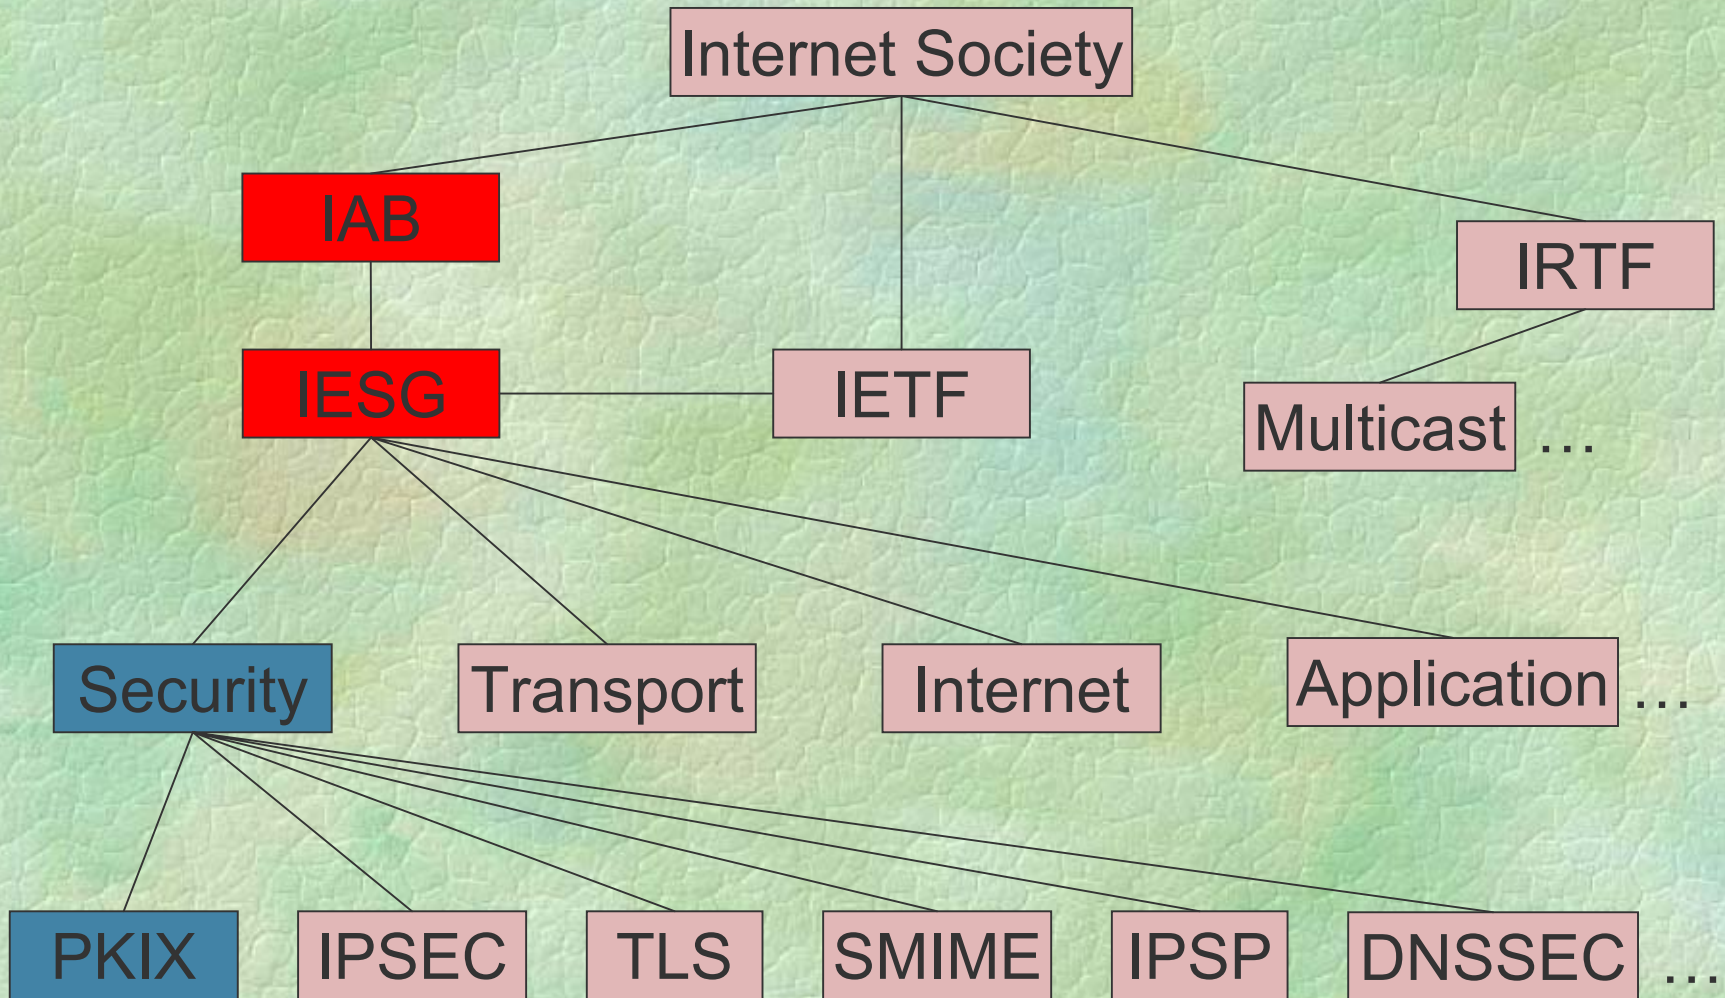 Internet Society
IAB
IRTF
IESG
IETF
Multicast …
Security
Transport
Internet
Application …
PKIX
IPSEC
TLS
SMIME
IPSP
DNSSEC …